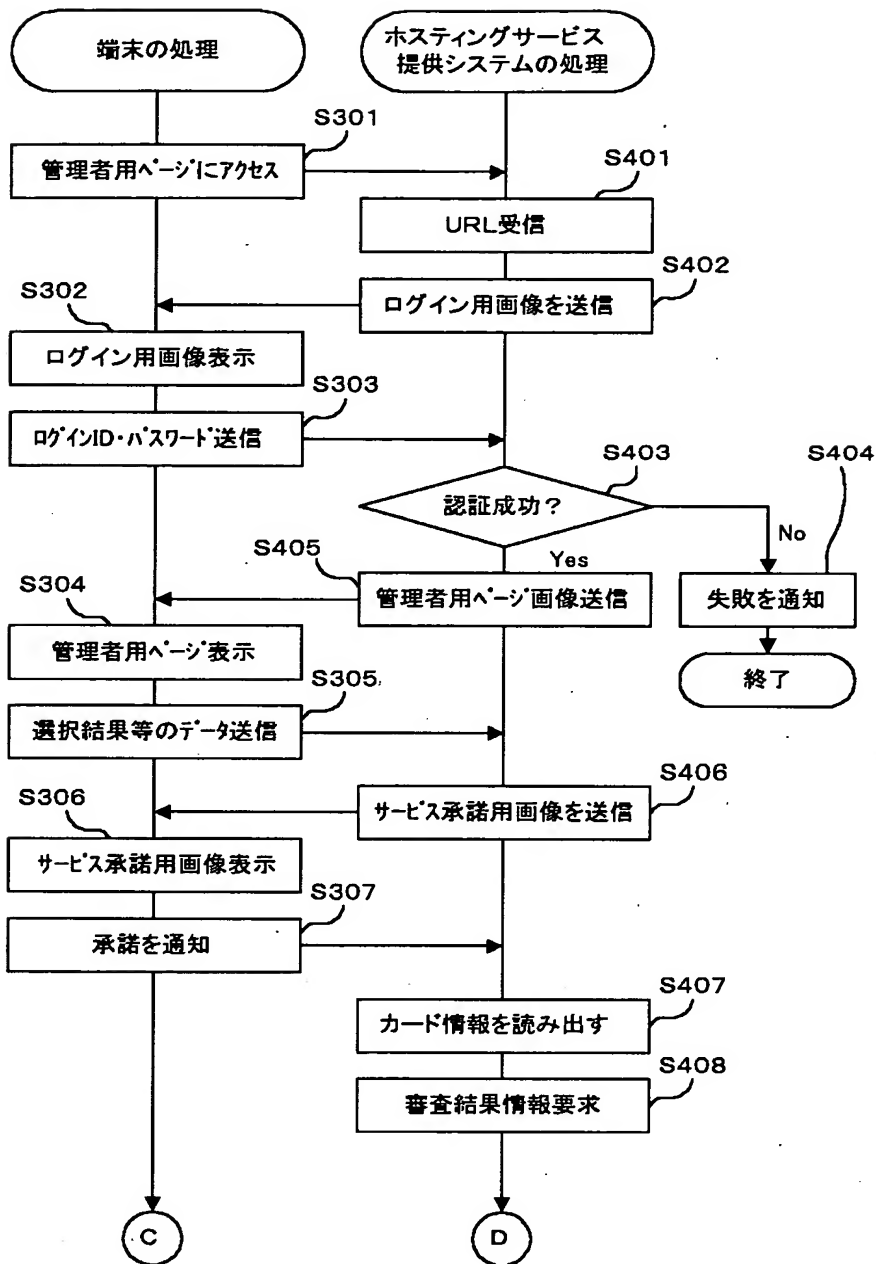 端末の処理
ホスティングサービス
提供システムの処理
S301
管理者用ページにアクセス
S401
URL受信
S402
ログイン用画像を送信
S302
ログイン用画像表示
S303
ログインID・パスワード送信
S403
認証成功？
S404
No
Yes
S405
管理者用ページ画像送信
失敗を通知
S304
管理者用ページ表示
終了
S305
選択結果等のデータ送信
S406
サービス承諾用画像を送信
S306
サービス承諾用画像表示
S307
承諾を通知
S407
カード情報を読み出す
S408
審査結果情報要求
C
D